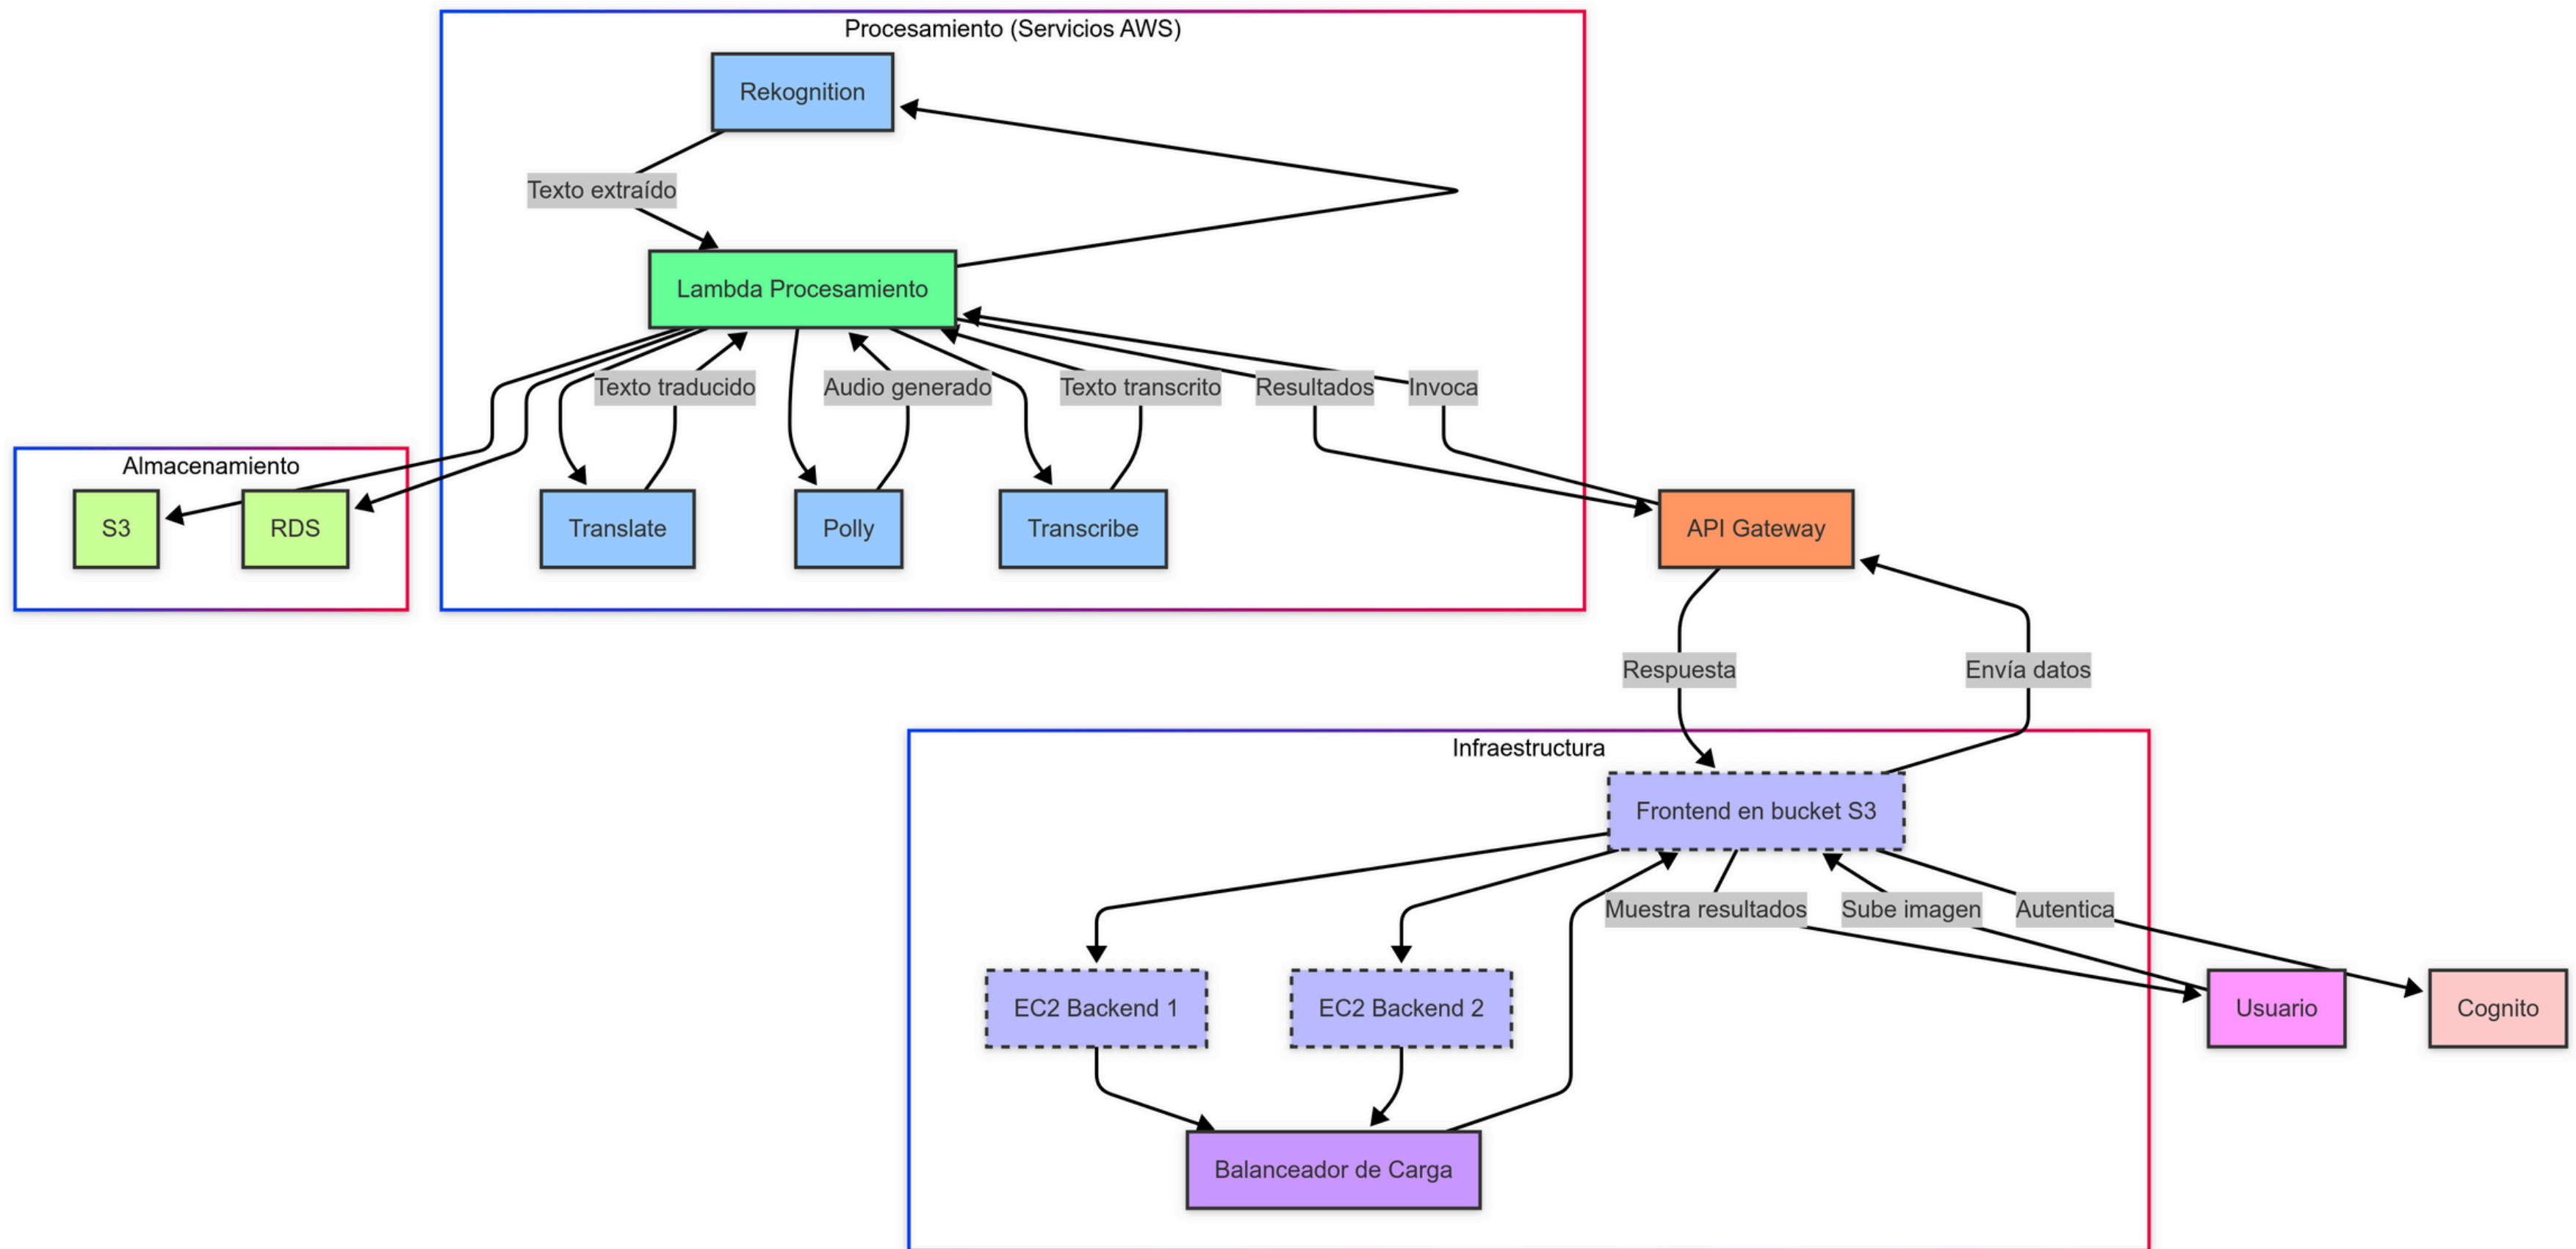 Procesamiento (Servicios AWS)
Rekognition
Texto extraído
Lambda Procesamiento
Texto traducido
Audio generado
Texto transcrito
Resultados
Invoca
Almacenamiento
S3
RDS
Translate
Polly
Transcribe
API Gateway
Respuesta
Envía datos
Infraestructura
Frontend en bucket S3
Muestra resultados
Sube imagen
Autentica
EC2 Backend 1
EC2 Backend 2
Usuario
Cognito
Balanceador de Carga